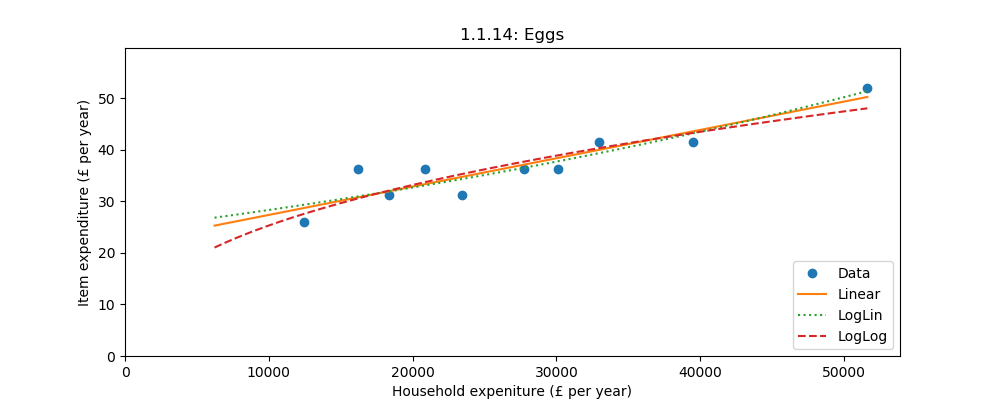 1.1.14: Eggs
Item expenditure (£ per year)
50
40
30
20
10
0
0 10000 20000 30000 40000 50000
Household expeniture (£ per year)
Data
Linear
LogLin
LogLog